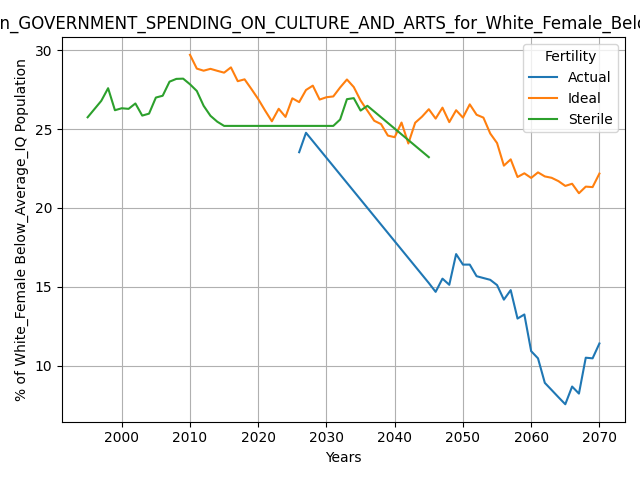 n_GOVERNMENT_SPENDING_ON_CULTURE_AND_ARTS_for_White_Female_Belo
Fertility
Actual
Ideal
Sterile
% of White_Female Below_Average_IQ Population
30
25
20
15
10
2000 2010 2020 2030 2040 2050 2060 2070
Years